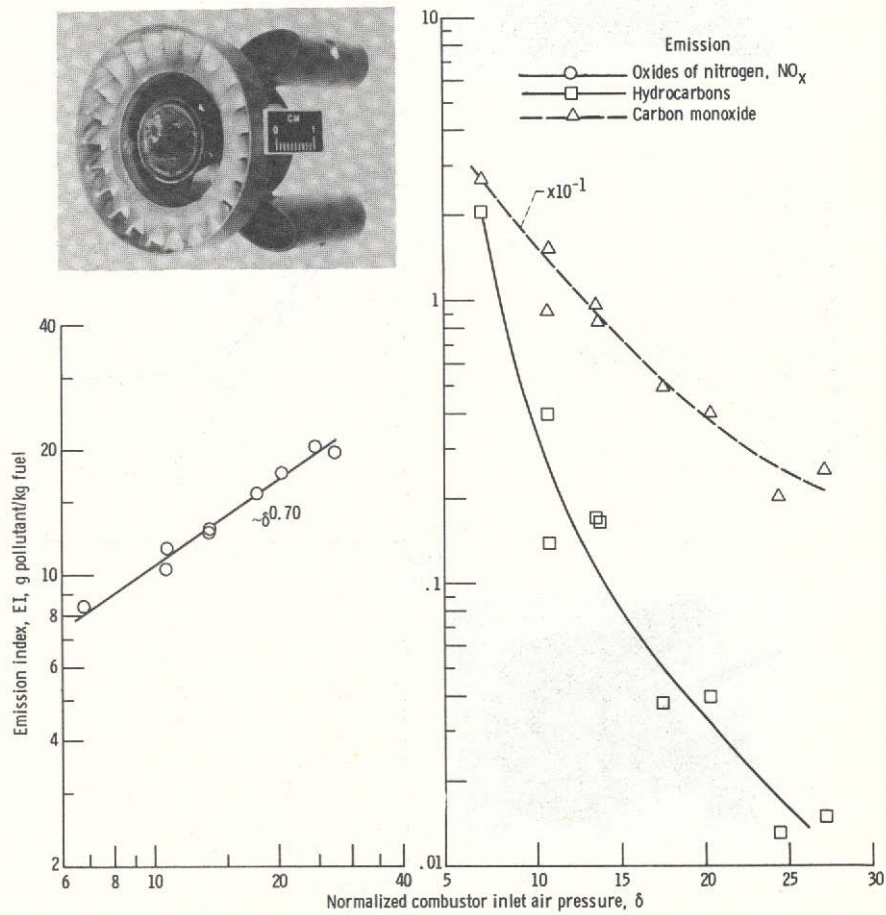 CM
0 1
10
5
1
.1
.01
Emission
Oxides of nitrogen, NOx
Hydrocarbons
Carbon monoxide
~x10-1
40
20
10
8
6
4
2
~δ0.70
Emission index, EI, g pollutant/kg fuel
6 8 10 20 40
5 10 15 20 25 30
Normalized combustor inlet air pressure, δ